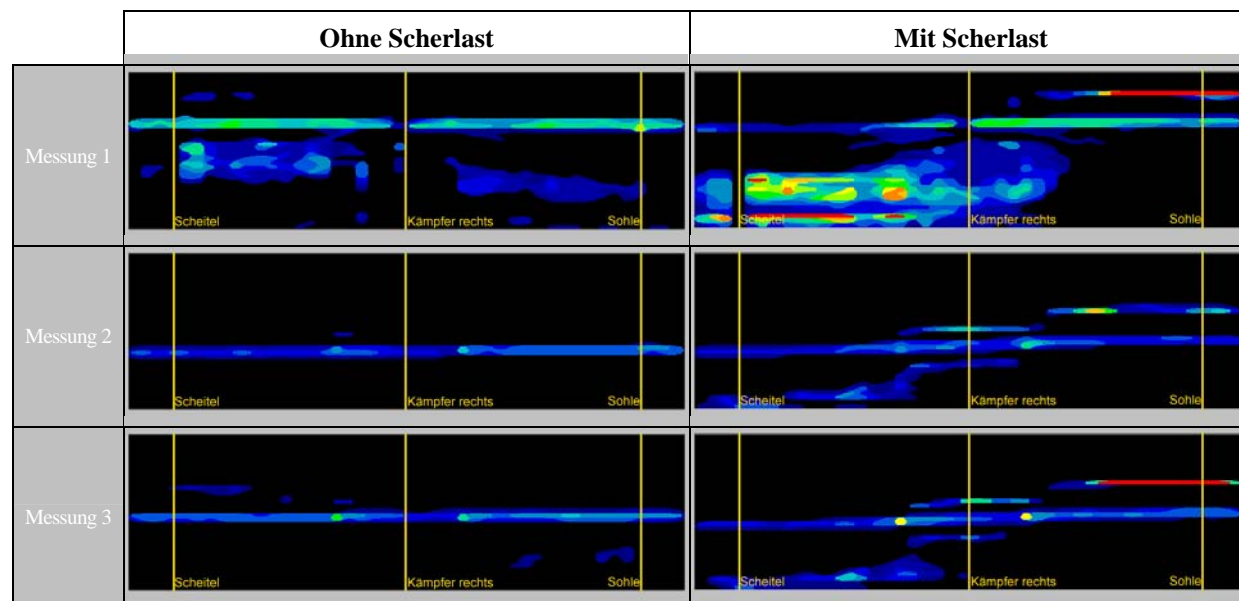 Ohne Scherlast
Mit Scherlast
Messung 1
Scheitel
Kämpfer rechts
Sohle
Scheitel
Kämpfer rechts
Sohle
Messung 2
Scheitel
Kämpfer rechts
Sohle
Scheitel
Kämpfer rechts
Sohle
Messung 3
Scheitel
Kämpfer rechts
Sohle
Scheitel
Kämpfer rechts
Sohle